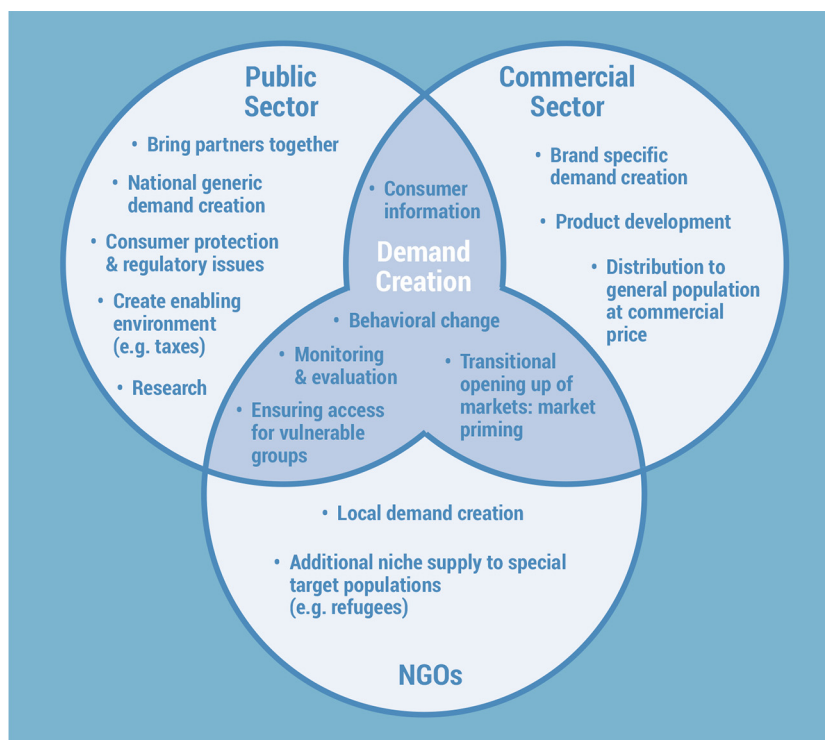 Public
Sector
• Bring partners together
• National generic
demand creation
• Consumer protection
& regulatory issues
• Create enabling
environment
(e.g. taxes)
• Research
Commercial
Sector
• Brand specific
demand creation
• Product development
• Distribution to
general population
at commercial
price
• Consumer
information
Demand
Creation
• Behavioral change
• Monitoring
& evaluation
• Ensuring access
for vulnerable
groups
• Transitional
opening up of
markets: market
priming
• Local demand creation
• Additional niche supply to special
target populations
(e.g. refugees)
NGOs